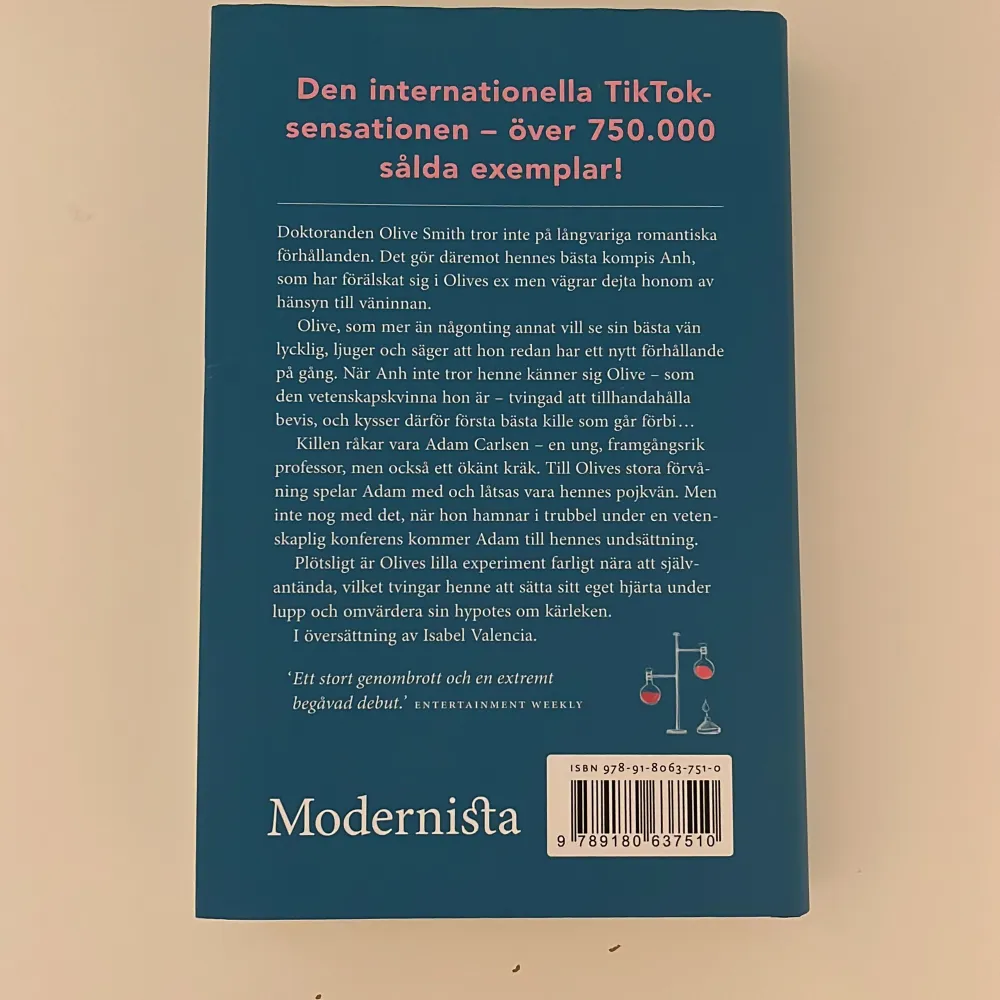 Den internationella TikTok-
sensationen – över 750.000
sålda exemplar!
Doktoranden Olive Smith tror inte på långvariga romantiska
förhållanden. Det gör däremot hennes bästa kompis Anh,
som har förälskat sig i Olives ex men vägrar dejta honom av
hänsyn till väninnan.
Olive, som mer än någonting annat vill se sin bästa vän
lycklig, ljuger och säger att hon redan har ett nytt förhållande
på gång. När Anh inte tror henne känner sig Olive – som
den vetenskapskvinna hon är – tvingad att tillhandahålla
bevis, och kysser därför första bästa kille som går förbi…
Killen råkar vara Adam Carlsen – en ung, framgångsrik
professor, men också ett ökänt kräk. Till Olives stora förvå-
ning spelar Adam med och låtsas vara hennes pojkvän. Men
inte nog med det, när hon hamnar i trubbel under en veten-
skaplig konferens kommer Adam till hennes undsättning.
Plötsligt är Olives lilla experiment farligt nära att själv-
antända, vilket tvingar henne att sätta sitt eget hjärta under
lupp och omvärdera sin hypotes om kärleken.
I översättning av Isabel Valencia.
‘Ett stort genombrott och en extremt
begåvad debut.’ ENTERTAINMENT WEEKLY
ISBN 978-91-8063-751-0
Modernista
9 789180 637510